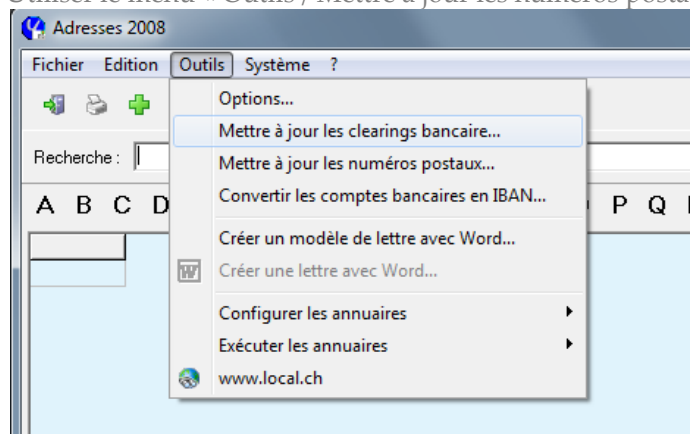 Utiliser le menu « Outils / Mettre à jour les numéros posta
Adresses 2008
Fichier Edition Outils Système ?
Options...
Mettre à jour les clearings bancaire...
Recherche :
Mettre à jour les numéros postaux...
Convertir les comptes bancaires en IBAN...
A B C D P Q
Créer un modèle de lettre avec Word...
Créer une lettre avec Word...
Configurer les annuaires
Exécuter les annuaires
www.local.ch